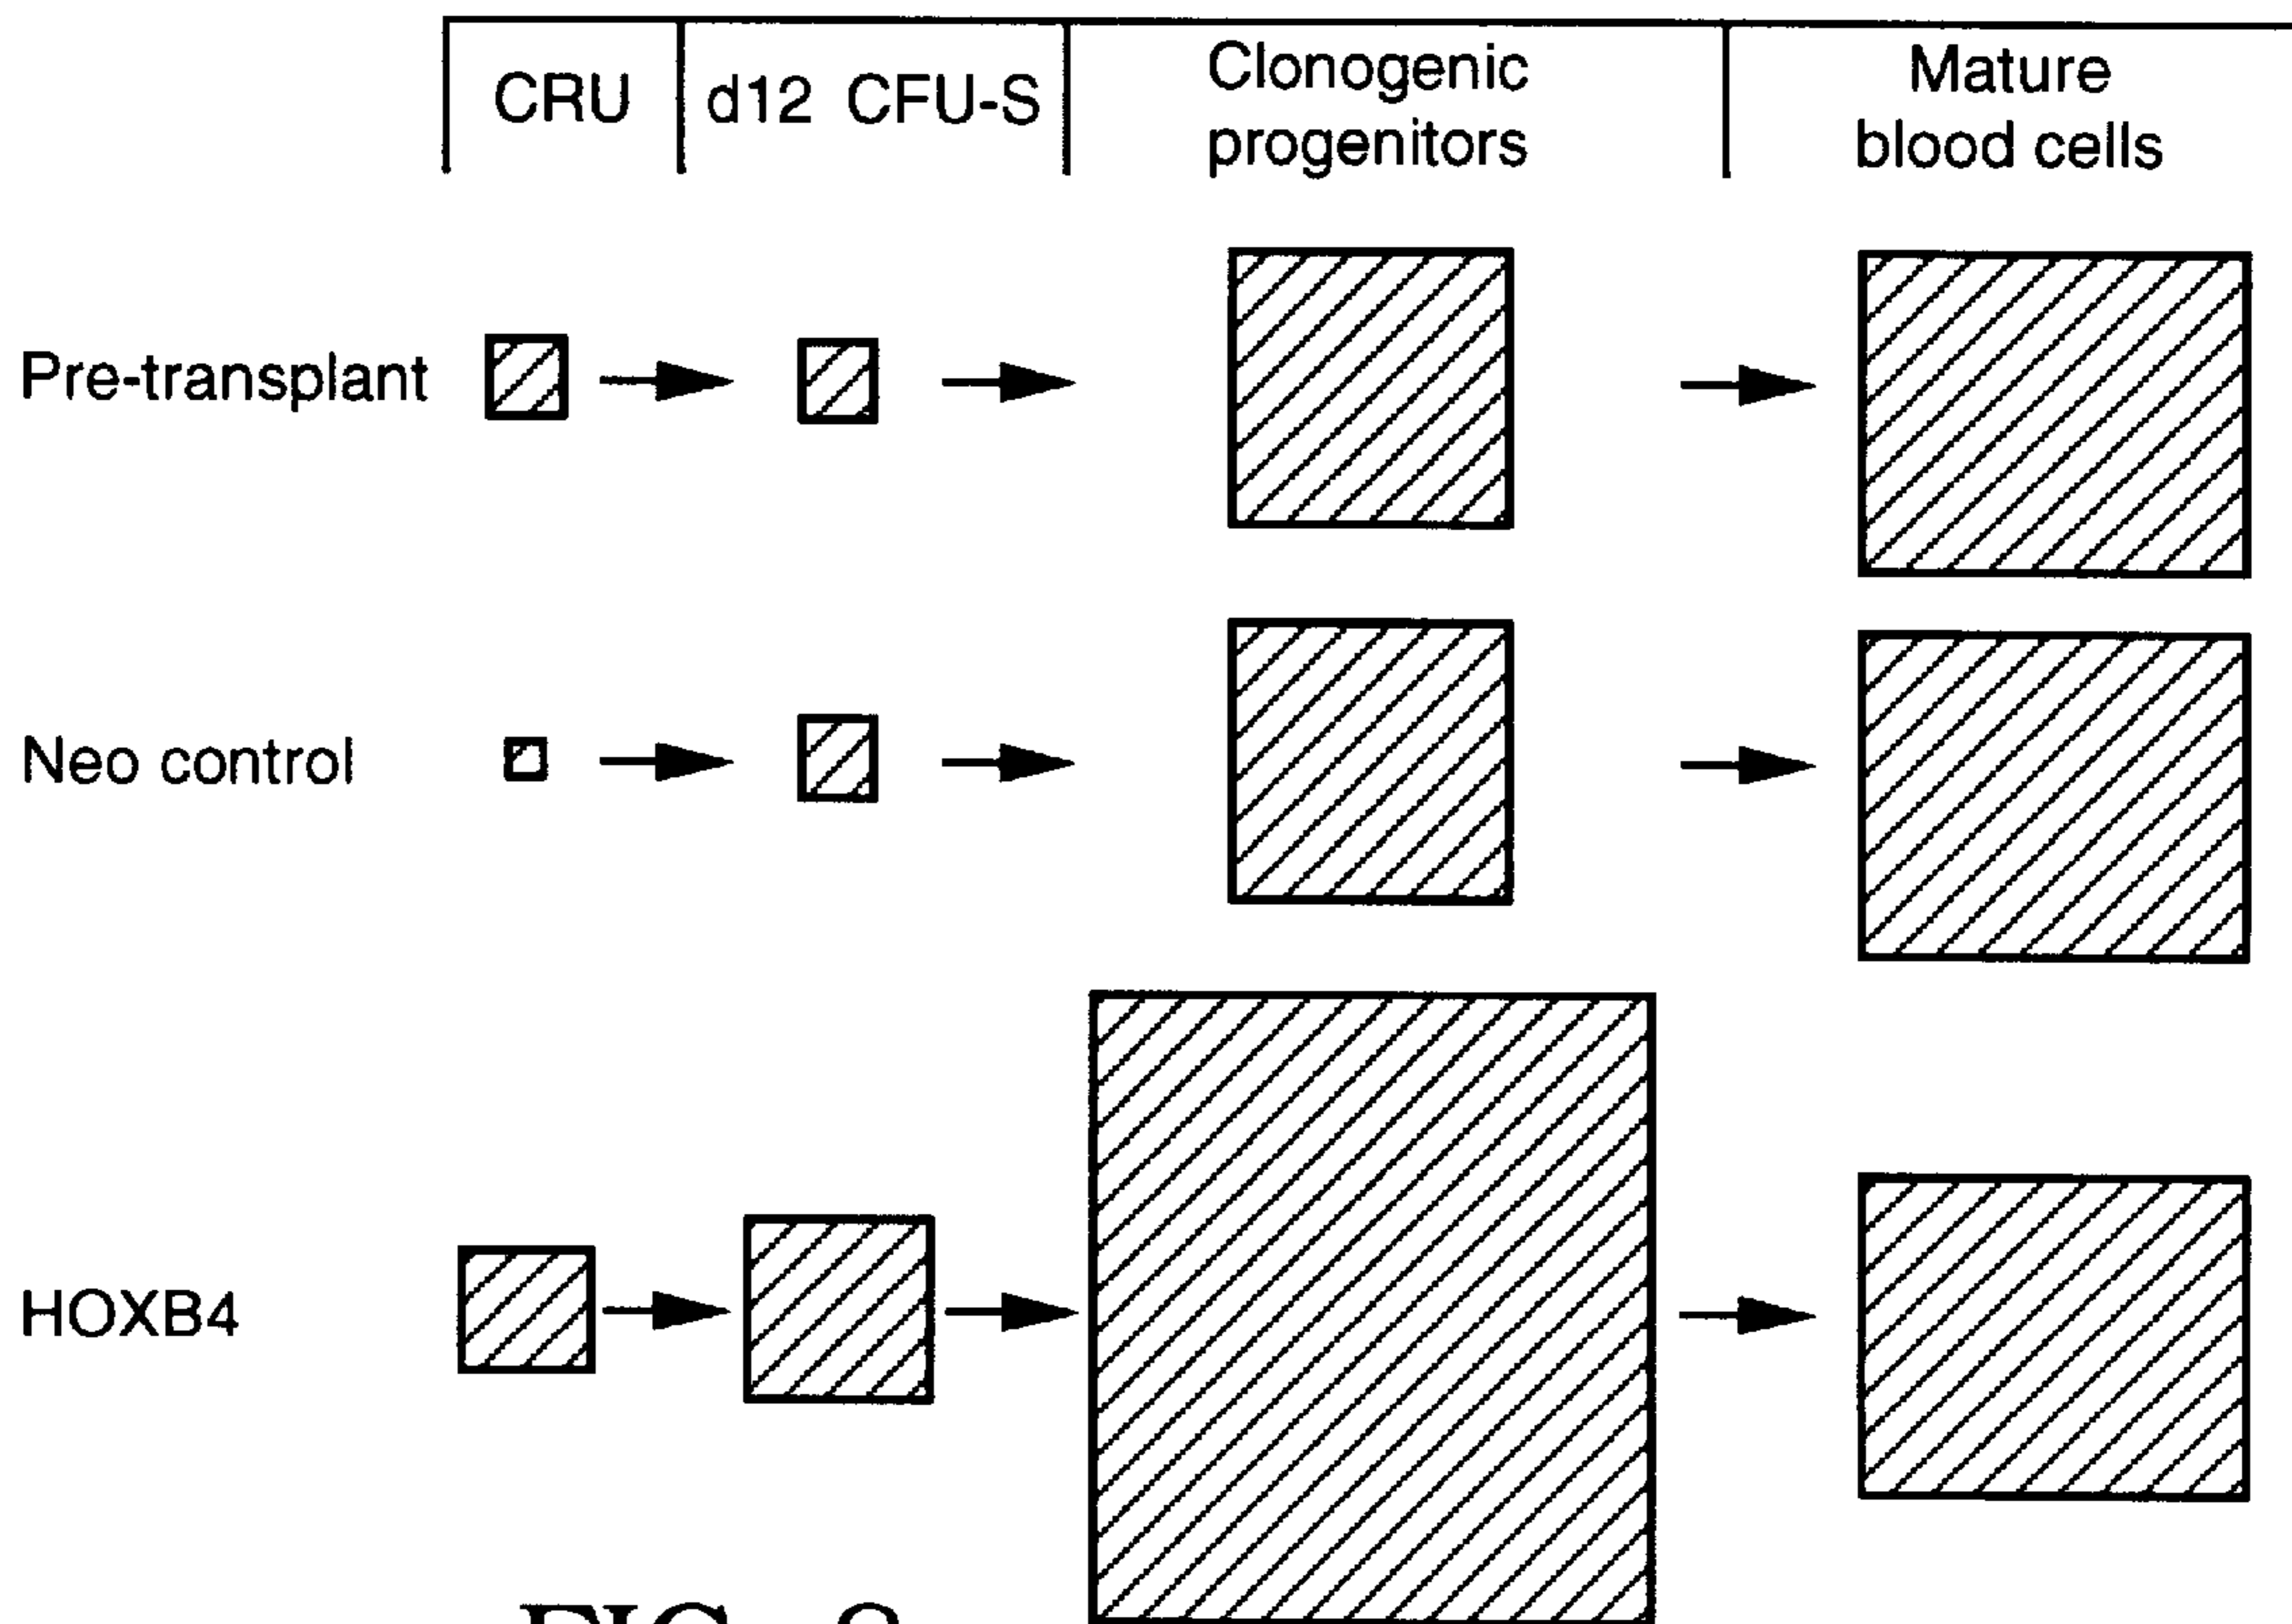 CRU
d12 CFU-S
Clonogenic
progenitors
Mature
blood cells
Pre-transplant
Neo control
HOXB4